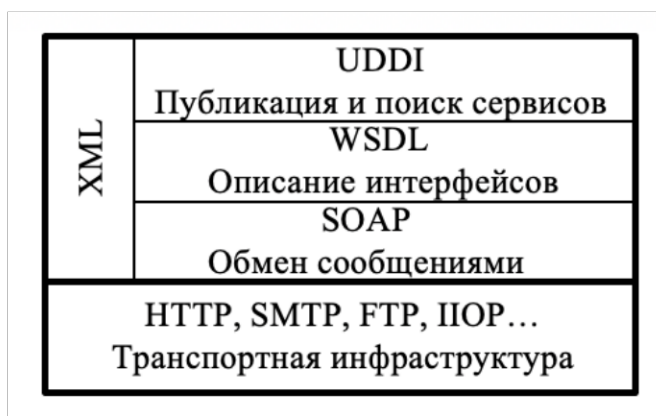 XML
UDDI
Публикация и поиск сервисов
WSDL
Описание интерфейсов
SOAP
Обмен сообщениями
HTTP, SMTP, FTP, IIOP…
Транспортная инфраструктура